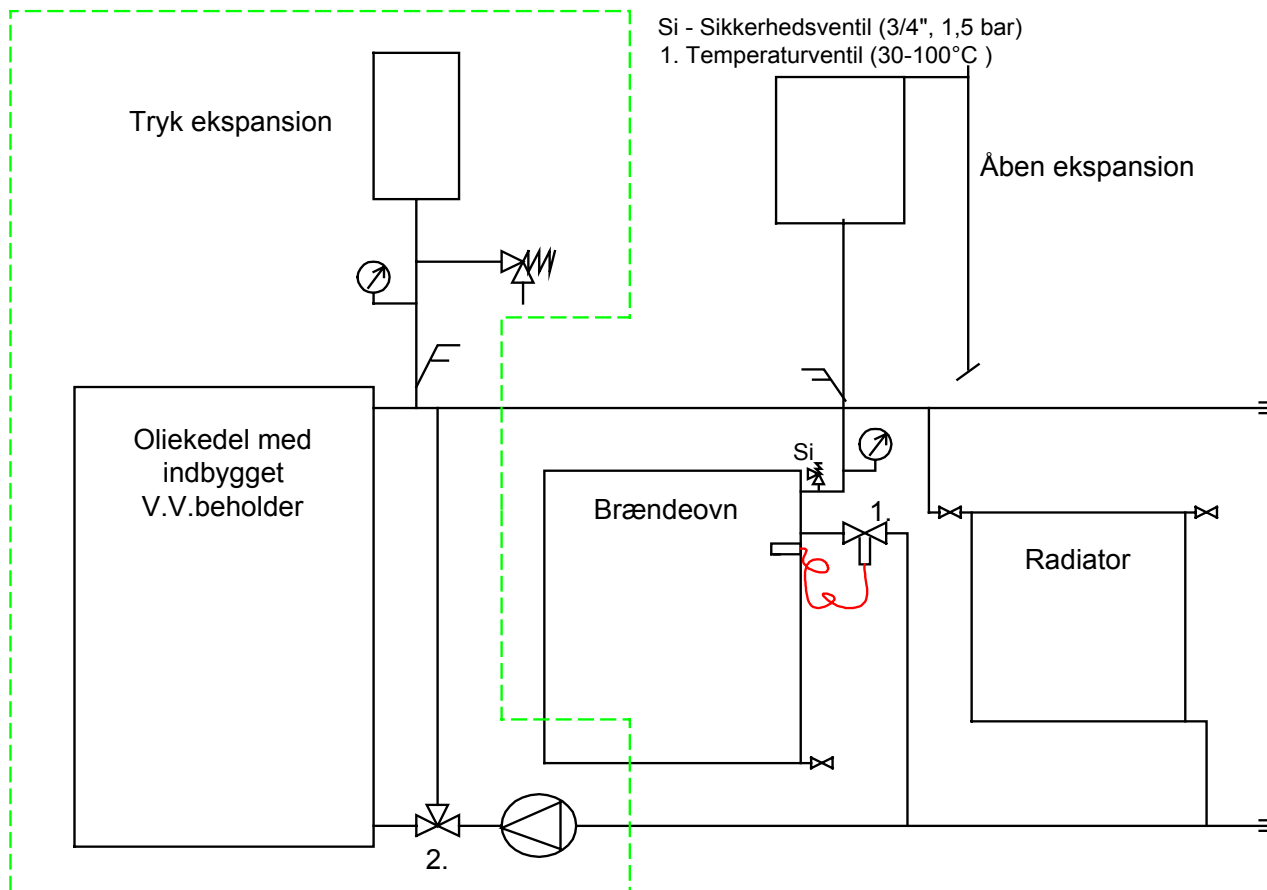 Si - Sikkerhedsventil (3/4", 1,5 bar)
1. Temperaturventil (30-100°C )
Tryk ekspansion
Åben ekspansion
Oliekedel med
indbygget
V.V.beholder
Si
Brændeovn
1.
Radiator
2.